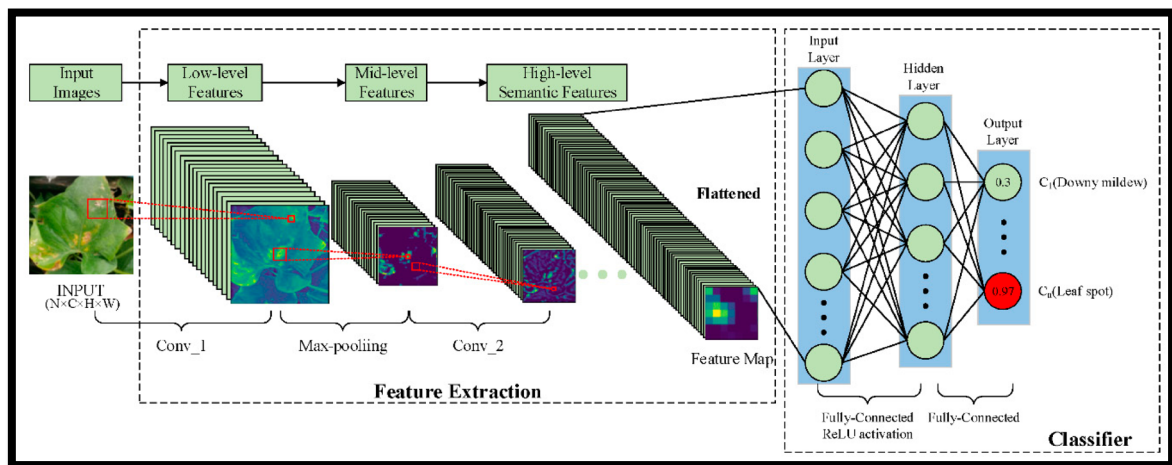 Input
Images
Low-level
Features
Mid-level
Features
High-level
Semantic Features
INPUT
(N×C×H×W)
Conv_1
Max-pooliing
Conv_2
Flattened
Feature Map
Feature Extraction
Input
Layer
Hidden
Layer
Output
Layer
0.3
C₁(Downy mildew)
0.97
Cₙ(Leaf spot)
Fully-Connected
ReLU activation
Fully-Connected
Classifier